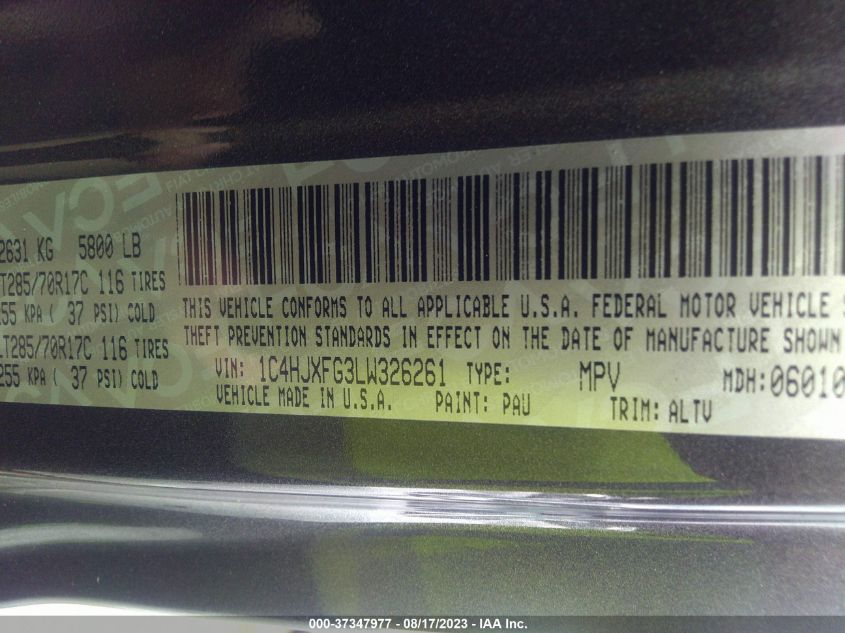 2631 KG 5800 LB
T285/70R17C 116 TIRES
255 KPA ( 37 PSI) COLD
LT285/70R17C 116 TIRES
255 KPA ( 37 PSI) COLD
THIS VEHICLE CONFORMS TO ALL APPLICABLE U.S.A. FEDERAL MOTOR VEHICLE S
THEFT PREVENTION STANDARDS IN EFFECT ON THE DATE OF MANUFACTURE SHOWN
VIN: 1C4HJXFG3LW326261 TYPE: MPV MDH:06010
VEHICLE MADE IN U.S.A. PAINT: PAU TRIM: ALTV
000-37347977 - 08/17/2023 - IAA Inc.